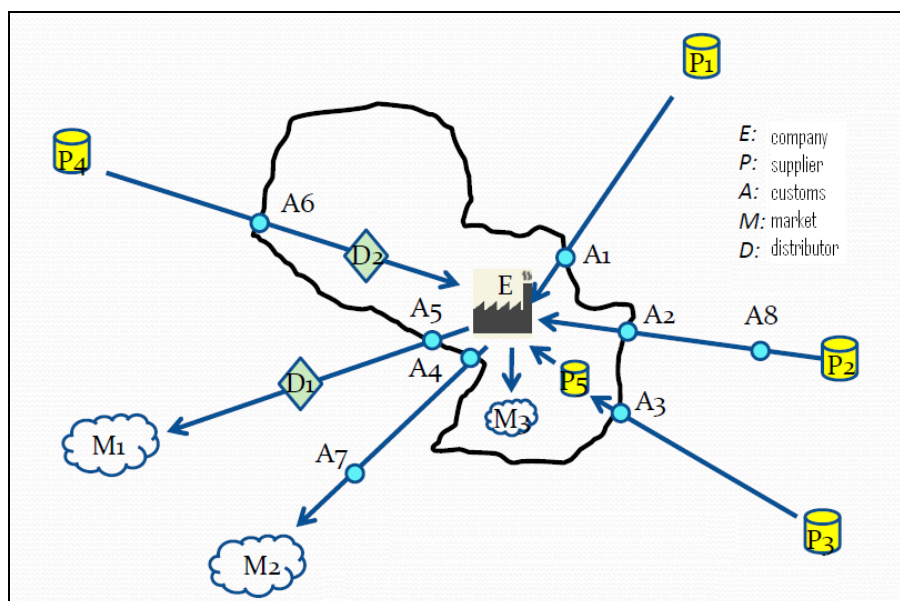 P1
P4
E: company
P: supplier
A: customs
M: market
D: distributor
A6
D2
A1
E
A5
A2
A8
A4
P2
D1
P5
M3
A3
M1
A7
P3
M2